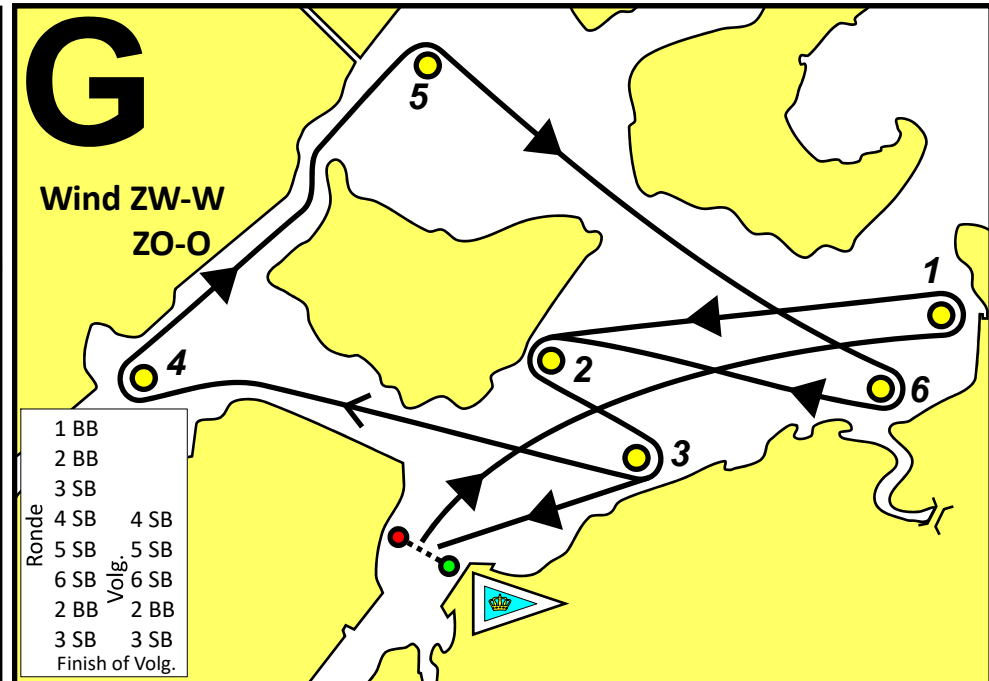 G
Wind ZW-W
ZO-O
5
1
4
2
6
3
Ronde
Volg.
1 BB
2 BB
3 SB
4 SB 4 SB
5 SB 5 SB
6 SB 6 SB
2 BB 2 BB
3 SB 3 SB
Finish of Volg.